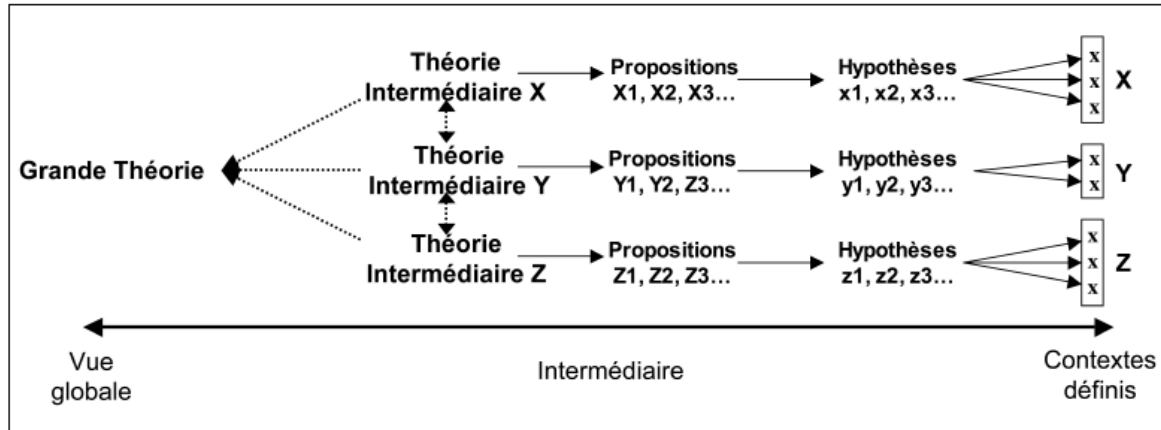 Théorie
Intermédiaire X
Propositions
X1, X2, X3...
Hypothèses
x1, x2, x3...
x
x
x
X
Grande Théorie
Théorie
Intermédiaire Y
Propositions
Y1, Y2, Z3...
Hypothèses
y1, y2, y3...
x
x
Y
Théorie
Intermédiaire Z
Propositions
Z1, Z2, Z3...
Hypothèses
z1, z2, z3...
x
x
x
Z
Vue
globale
Intermédiaire
Contextes
définis